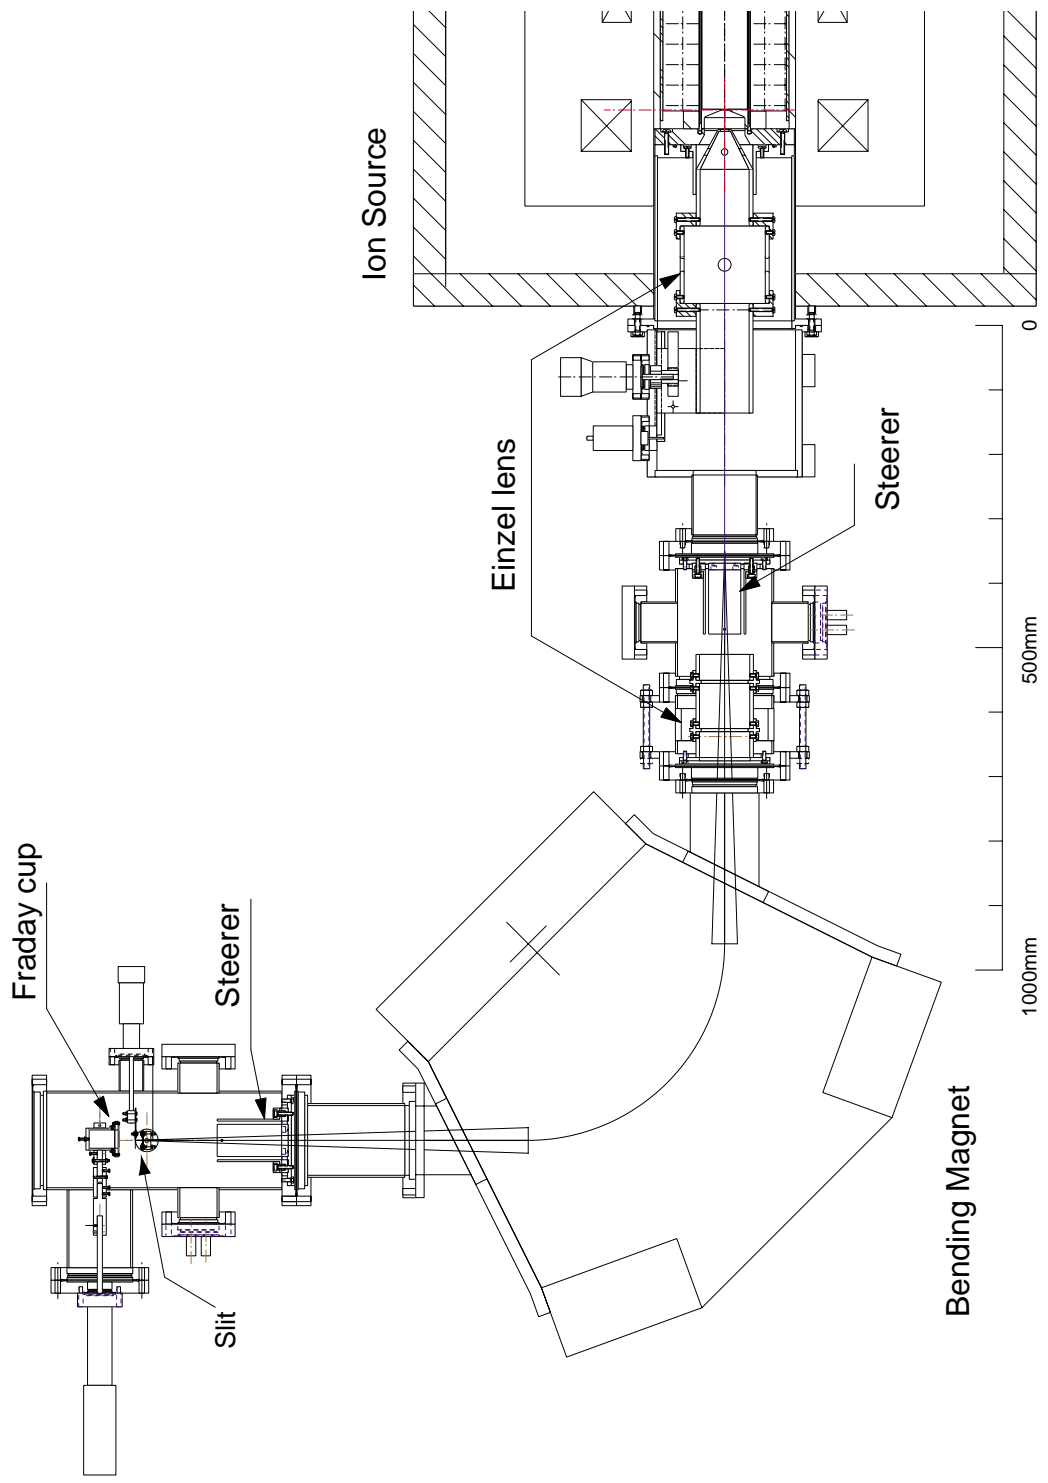 Ion Source
Einzel lens
Steerer
Fraday cup
Steerer
Slit
Bending Magnet
0
500mm
1000mm